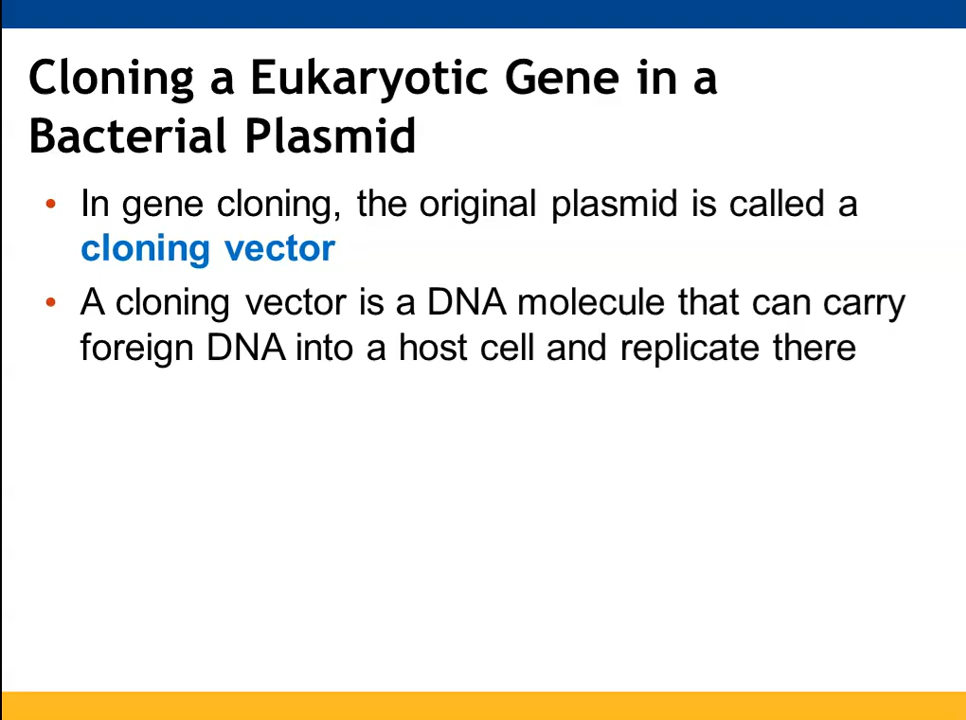 Cloning a Eukaryotic Gene in a
Bacterial Plasmid
• In gene cloning, the original plasmid is called a
cloning vector
• A cloning vector is a DNA molecule that can carry
foreign DNA into a host cell and replicate there